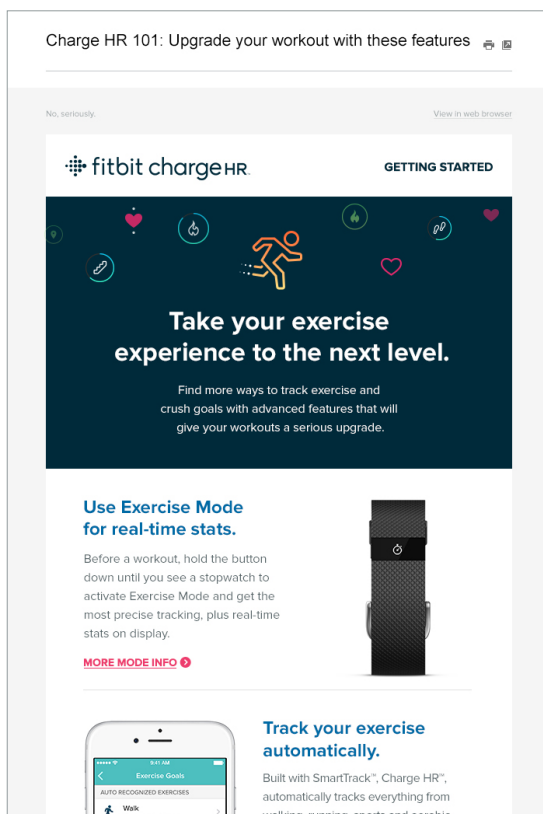 Charge HR 101: Upgrade your workout with these features
No, seriously.
View in web browser
fitbit chargeHR
GETTING STARTED
Take your exercise
experience to the next level.
Find more ways to track exercise and
crush goals with advanced features that will
give your workouts a serious upgrade.
Use Exercise Mode
for real-time stats.
Before a workout, hold the button
down until you see a stopwatch to
activate Exercise Mode and get the
most precise tracking, plus real-time
stats on display.
MORE MODE INFO
Track your exercise
automatically.
9:41 AM
Exercise Goals
AUTO RECOGNIZED EXERCISES
Walk
Built with SmartTrack™, Charge HR™,
automatically tracks everything from
walking, running, sports and aerobic